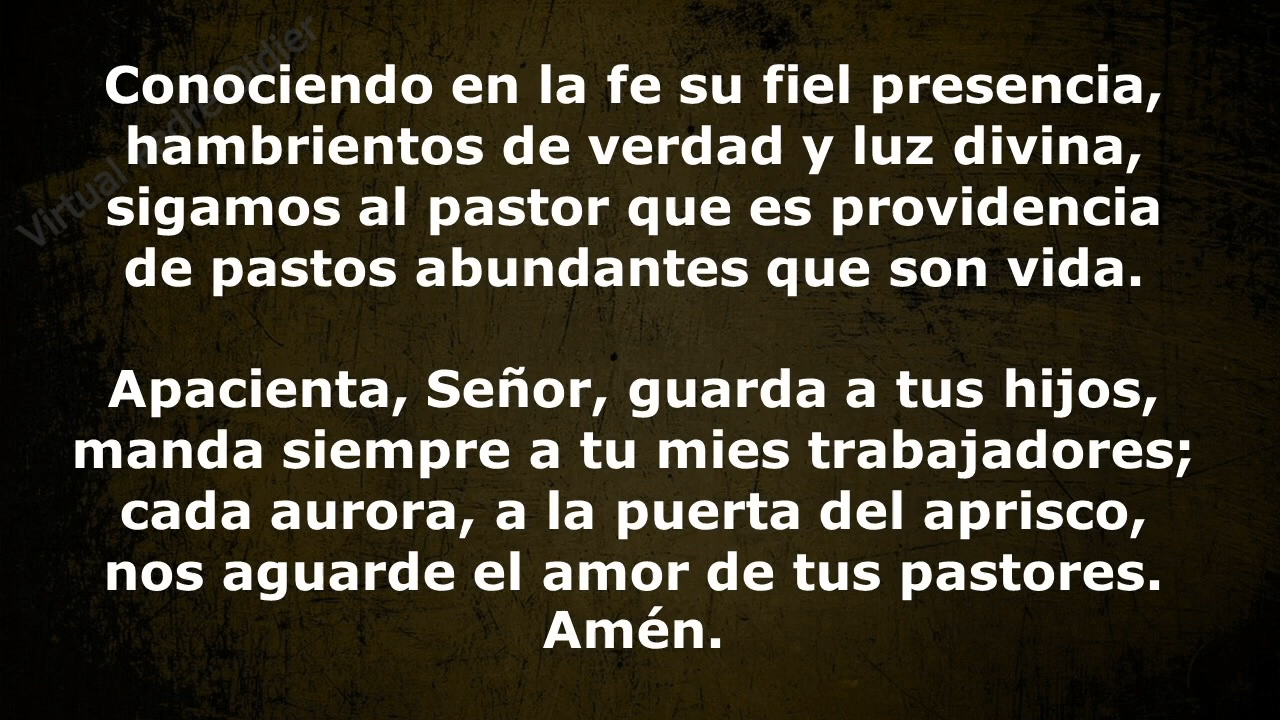 Conociendo en la fe su fiel presencia,
hambrientos de verdad y luz divina,
sigamos al pastor que es providencia
de pastos abundantes que son vida.
Apacienta, Señor, guarda a tus hijos,
manda siempre a tu mies trabajadores;
cada aurora, a la puerta del aprisco,
nos aguarde el amor de tus pastores.
Amén.
Virtual